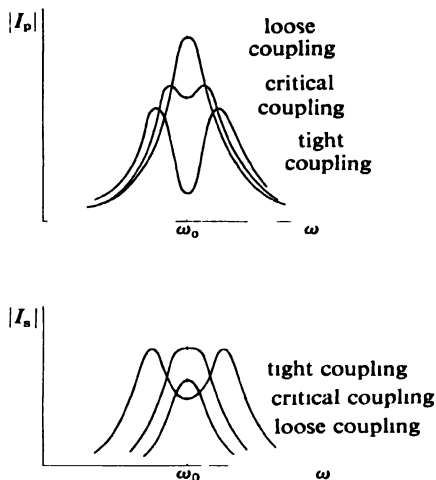 |Iₚ|
loose
coupling
critical
coupling
tight
coupling
ω₀
ω
|Iₛ|
tight coupling
critical coupling
loose coupling
ω₀
ω